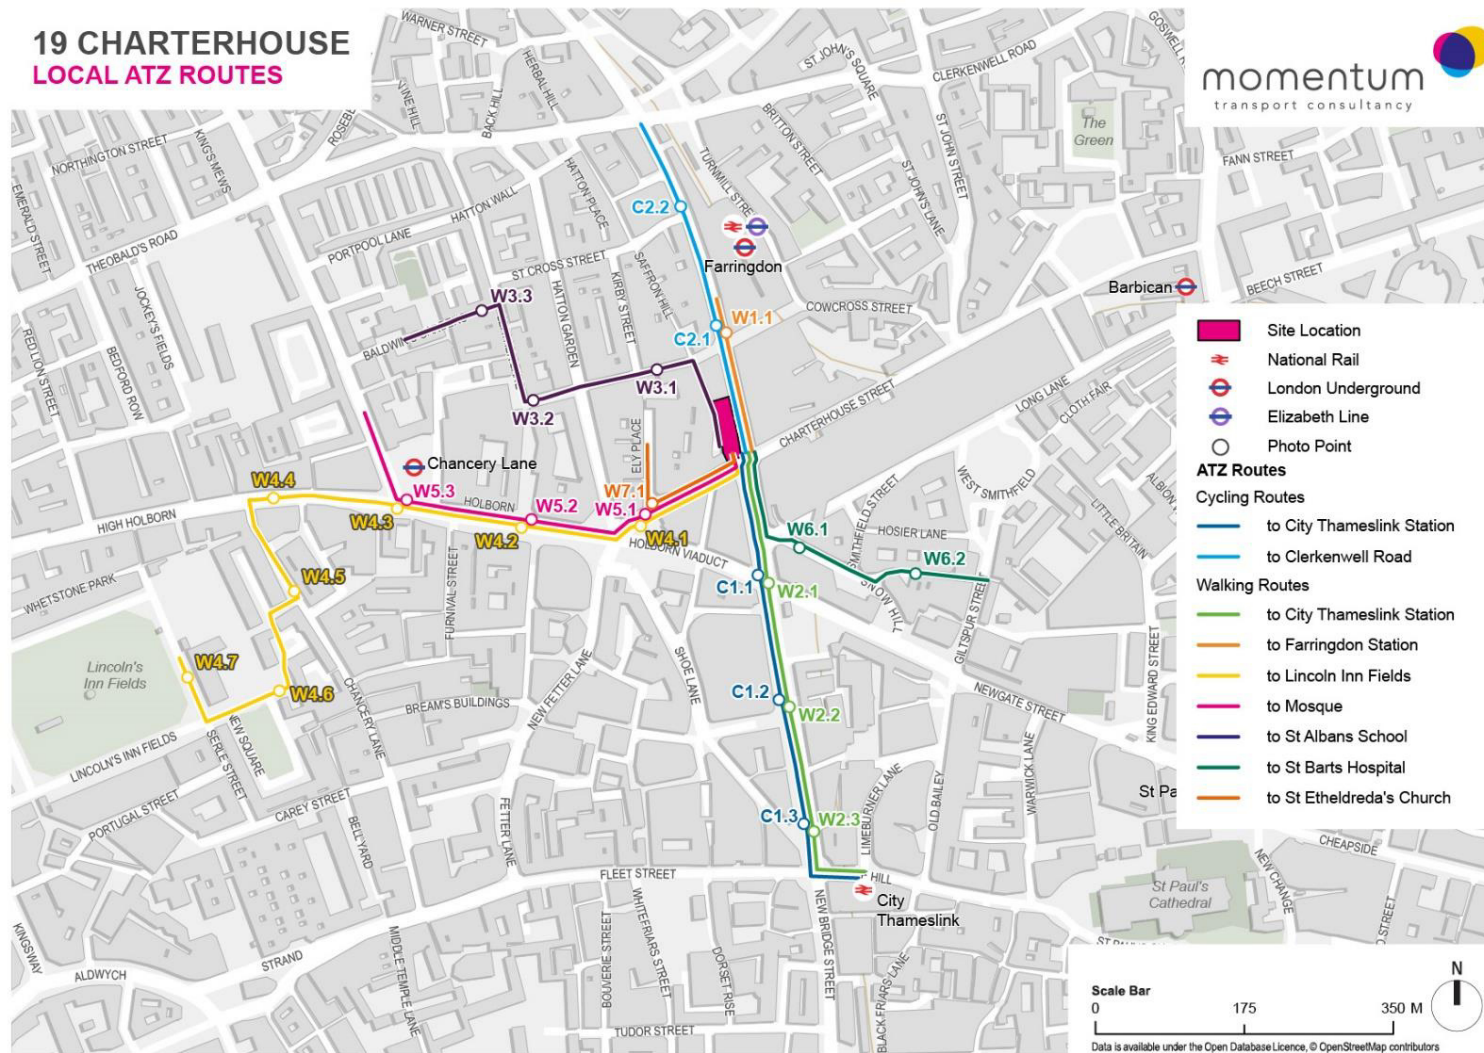 19 CHARTERHOUSE
LOCAL ATZ ROUTES
momentum
transport consultancy
WARNER STREET
HERBAL HILL
BACK HILL
ST JOHN'S SQUARE
CLERKENWELL ROAD
NORTHINGTON STREET
KING'S MEWS
EMERALD STREET
THEOBALD'S ROAD
HATTON WALL
HATTON PLACE
PORTPOOL LANE
BRITTON STREET
ST JOHN STREET
ST JOHN'S LANE
The
Green
FANN STREET
C2.2
Farringdon
ST CROSS STREET
SAFFRON HILL
KIRBY STREET
HATTON GARDEN
COWCROSS STREET
Barbican
BEECH STREET
JOCKEY'S FIELDS
BEDFORD ROW
RED LION STREET
W3.3
C2.1
W1.1
W3.1
W3.2
CHARTERHOUSE STREET
LONG LANE
CLOTH FAIR
ELY PLACE
Chancery Lane
W4.4
W5.3
HOLBORN
W5.2
W7.1
W5.1
W4.3
W4.2
W4.1
HIGH HOLBORN
HOLBORN VIADUCT
WEST SMITHFIELD
HOSIER LANE
LITTLE BRITAIN
W6.1
W6.2
SNOW HILL
GILTSPUR STREET
C1.1
W2.1
WHETSTONE PARK
W4.5
FURNIVAL STREET
Lincoln's
Inn Fields
W4.7
W4.6
CHANCERY LANE
BREAM'S BUILDINGS
NEW FETTER LANE
SHOE LANE
C1.2
W2.2
NEWGATE STREET
KING EDWARD STREET
WARWICK LANE
OLD BAILEY
LIMEBURNER LANE
LINCOLN'S INN FIELDS
NEW SQUARE
SERLE STREET
PORTUGAL STREET
CAREY STREET
BELL YARD
FETTER LANE
C1.3
W2.3
St Pa
CHEAPSIDE
NEW CHANGE
FLEET STREET
HILL
City
Thameslink
St Paul's
Cathedral
KINGSWAY
ALDWYCH
STRAND
MIDDLE TEMPLE LANE
BOUVERIE STREET
WHITEFRIARS STREET
DORSET RISE
NEW BRIDGE STREET
BLACK FRIARS LANE
TUDOR STREET
Site Location
National Rail
London Underground
Elizabeth Line
Photo Point
ATZ Routes
Cycling Routes
to City Thameslink Station
to Clerkenwell Road
Walking Routes
to City Thameslink Station
to Farringdon Station
to Lincoln Inn Fields
to Mosque
to St Albans School
to St Barts Hospital
to St Etheldreda's Church
Scale Bar
0 175 350 M
N
Data is available under the Open Database Licence, © OpenStreetMap contributors